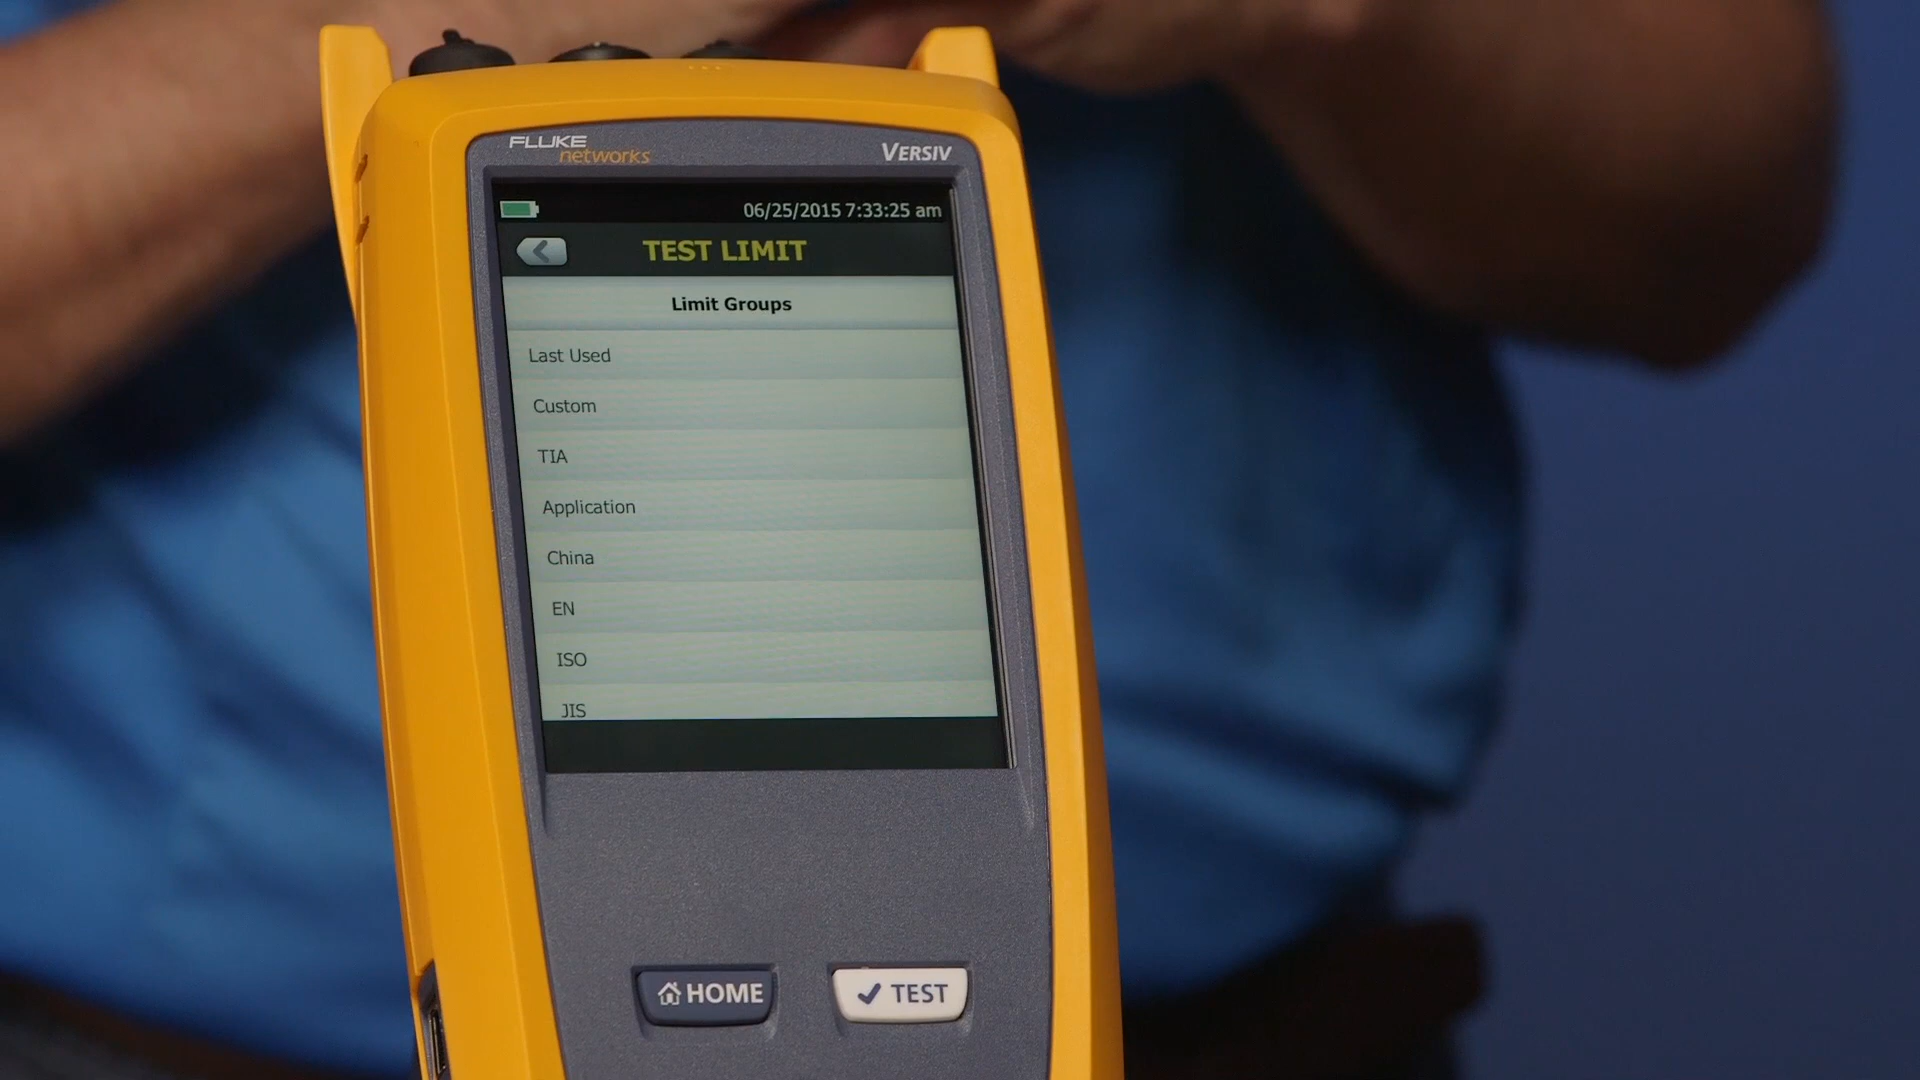 FLUKE
networks
VERSIV
06/25/2015 7:33:25 am
TEST LIMIT
Limit Groups
Last Used
Custom
TIA
Application
China
EN
ISO
JIS
HOME
TEST